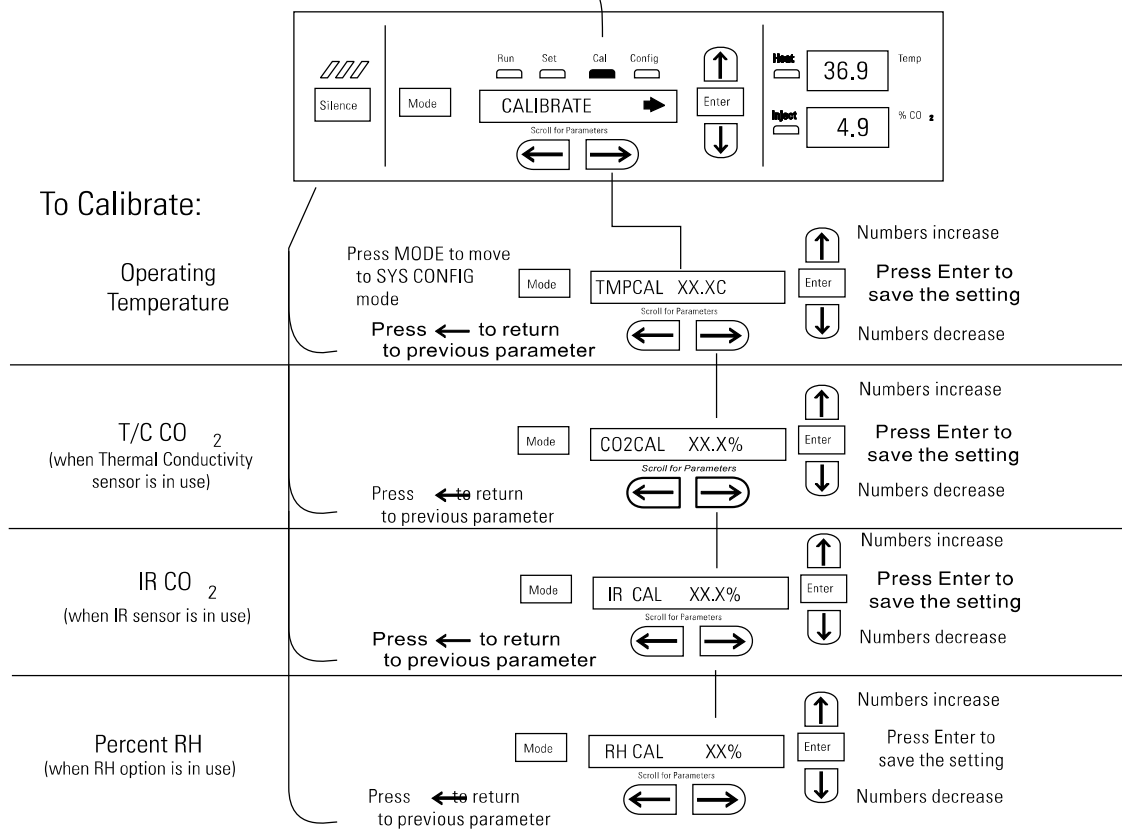 Run Set Cal Config
Heat 36.9 Temp
Silence Mode CALIBRATE Enter
Inject 4.9 % CO 2
Scroll for Parameters
To Calibrate:
Operating
Temperature
Press MODE to move
to SYS CONFIG
mode
Press ← to return
to previous parameter
Mode
TMPCAL XX.XC
Scroll for Parameters
Enter
Numbers increase
Press Enter to
save the setting
Numbers decrease
T/C CO 2
(when Thermal Conductivity
sensor is in use)
Press ← to return
to previous parameter
Mode
CO2CAL XX.X%
Scroll for Parameters
Enter
Numbers increase
Press Enter to
save the setting
Numbers decrease
IR CO 2
(when IR sensor is in use)
Press ← to return
to previous parameter
Mode
IR CAL XX.X%
Scroll for Parameters
Enter
Numbers increase
Press Enter to
save the setting
Numbers decrease
Percent RH
(when RH option is in use)
Press ← to return
to previous parameter
Mode
RH CAL XX%
Scroll for Parameters
Enter
Numbers increase
Press Enter to
save the setting
Numbers decrease